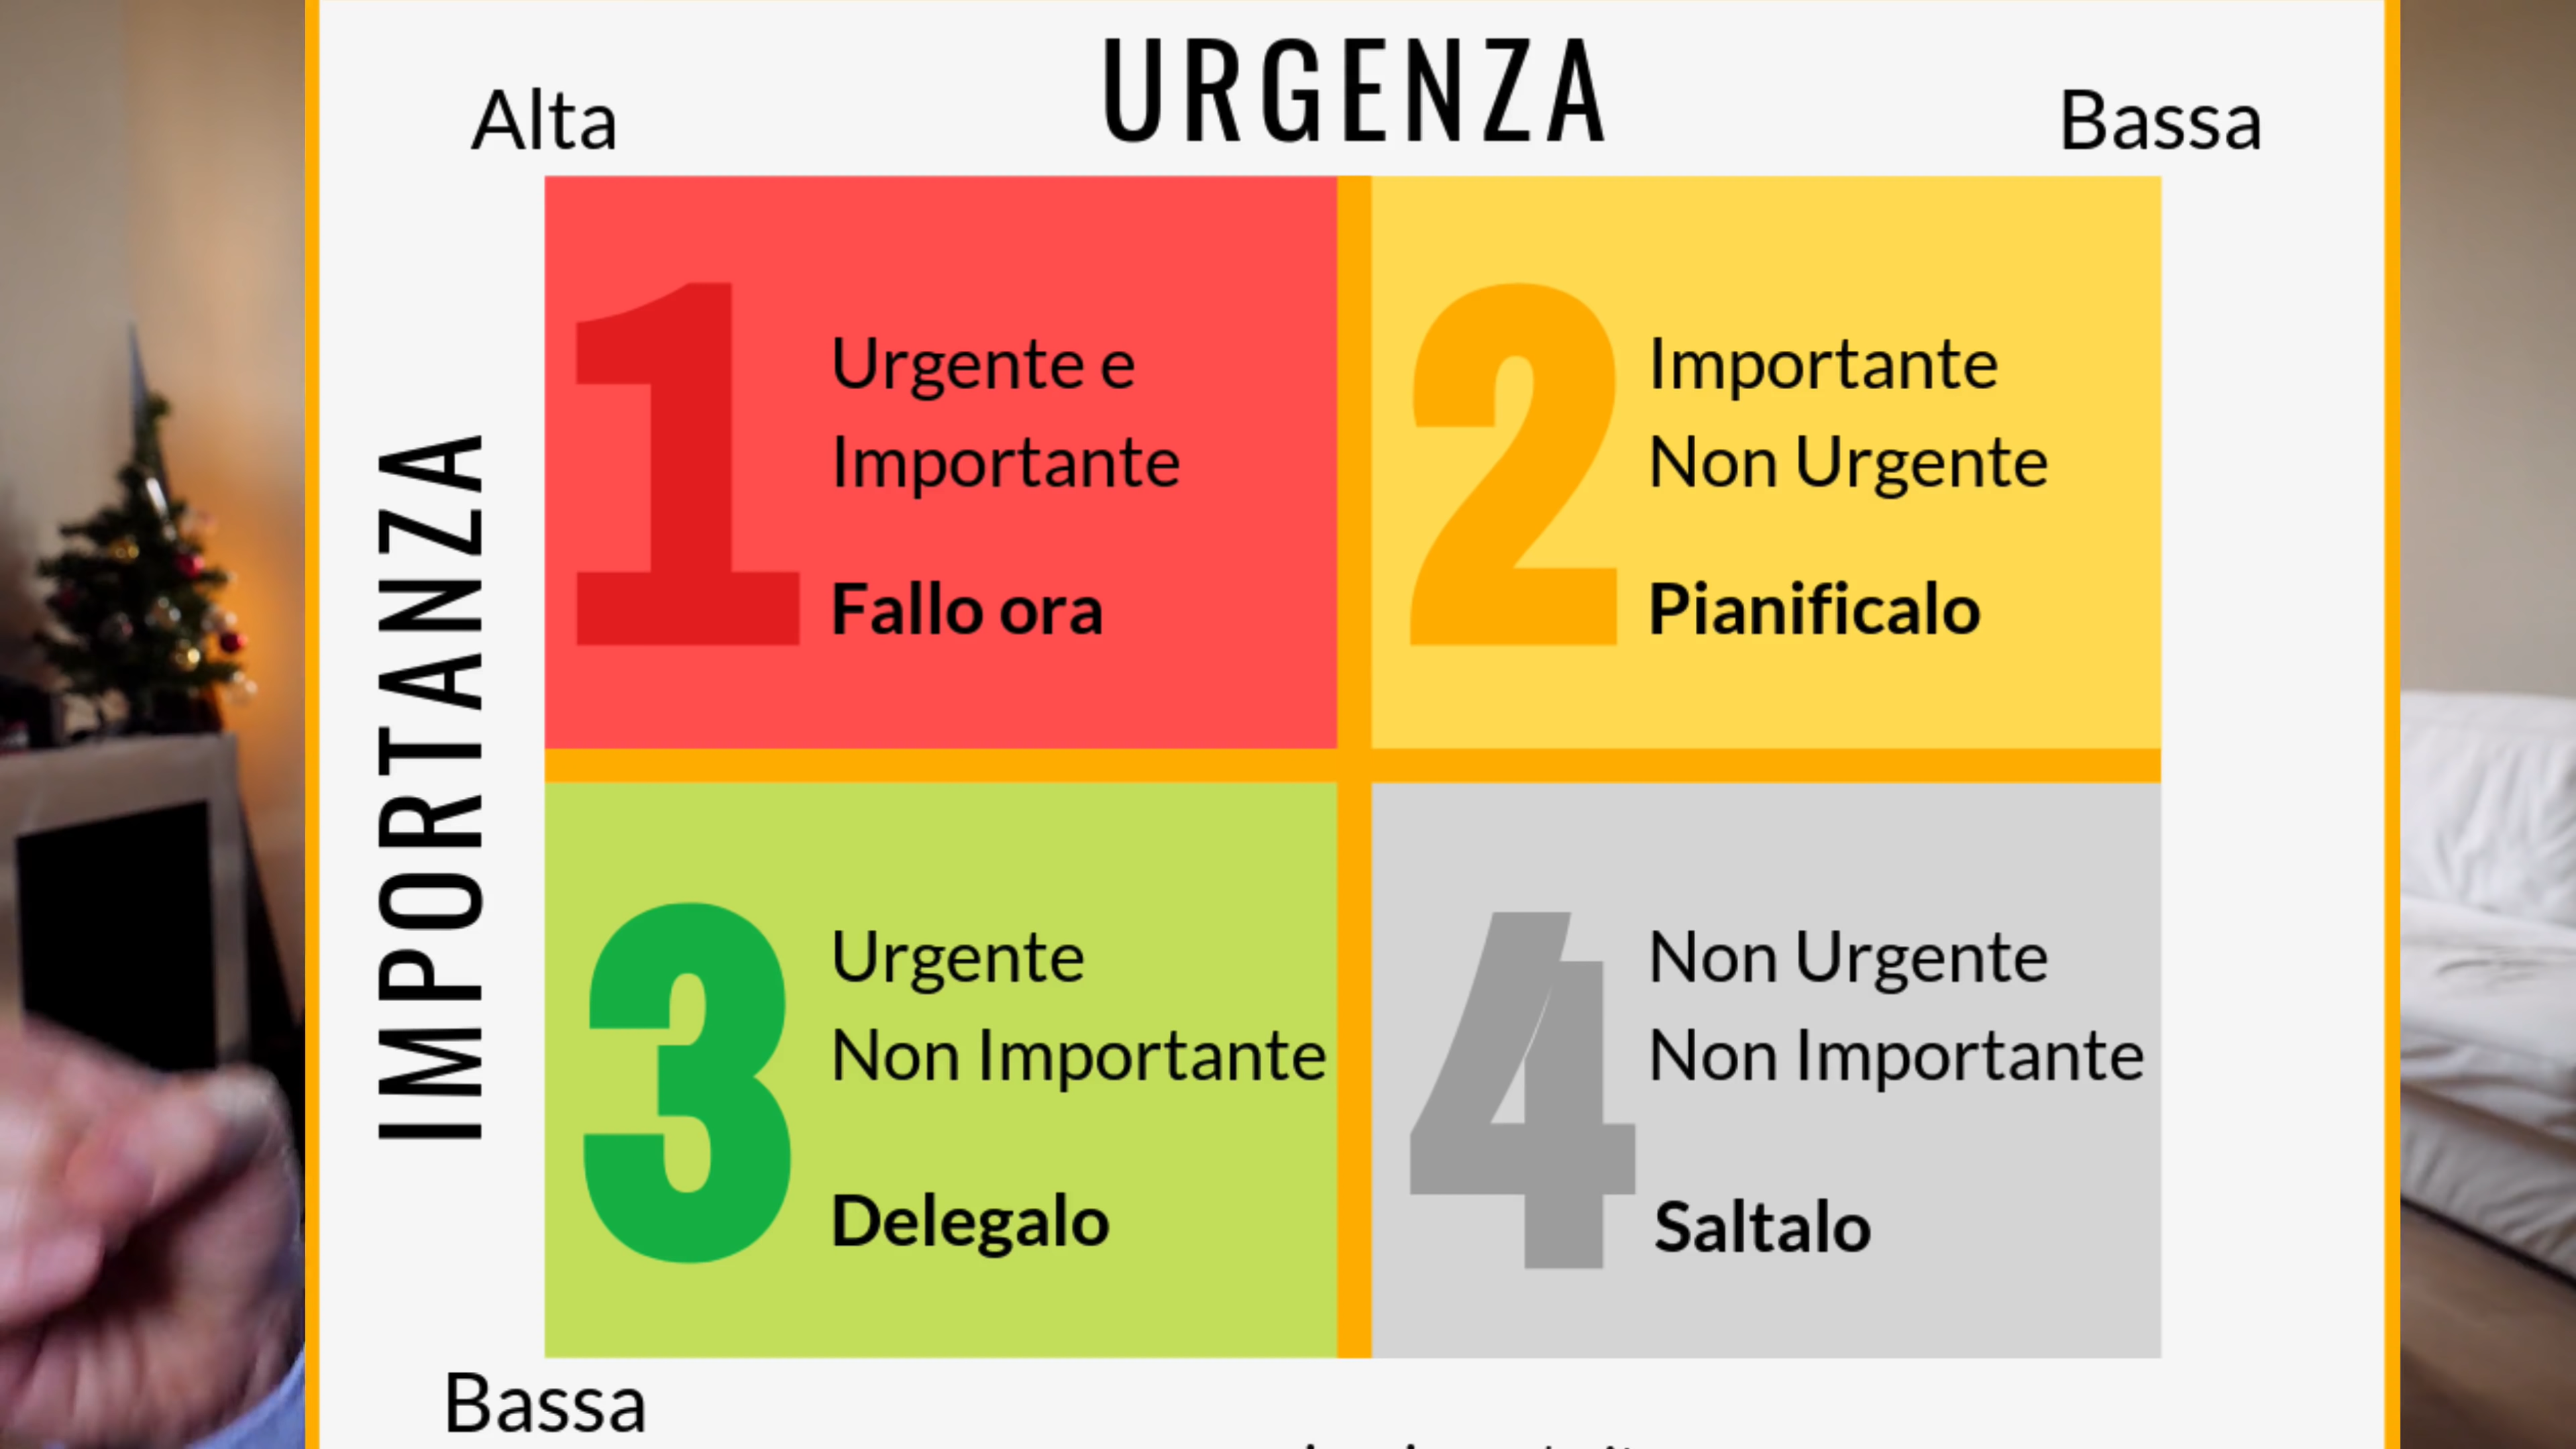 URGENZA
Alta
Bassa
IMPORTANZA
1
Urgente e
Importante
Fallo ora
2
Importante
Non Urgente
Pianificalo
3
Urgente
Non Importante
Delegalo
4
Non Urgente
Non Importante
Saltalo
Bassa